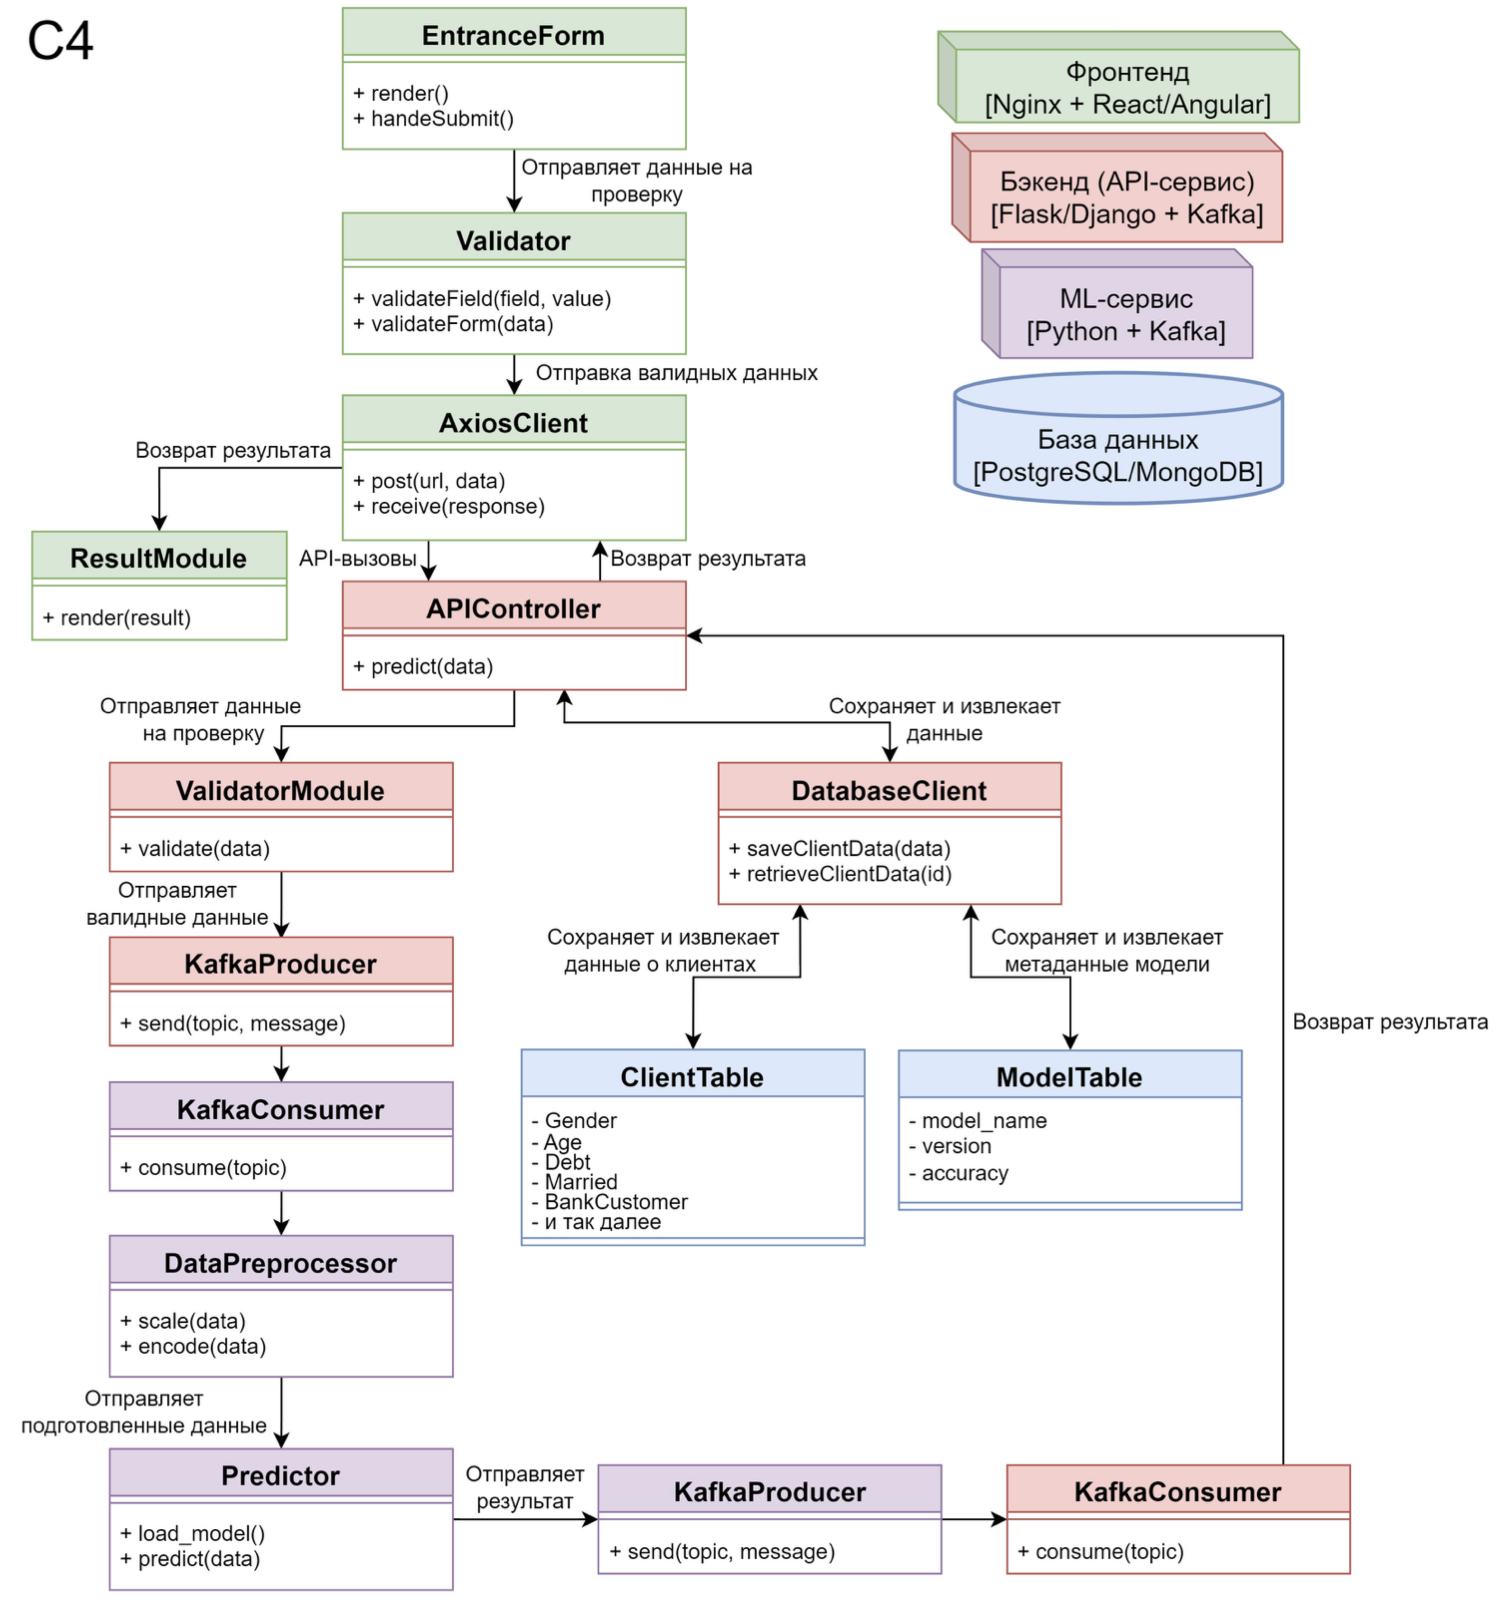 C4
EntranceForm
+ render()
+ handeSubmit()
Отправляет данные на
проверку
Validator
+ validateField(field, value)
+ validateForm(data)
Отправка валидных данных
AxiosClient
+ post(url, data)
+ receive(response)
Возврат результата
ResultModule
+ render(result)
API-вызовы
Возврат результата
APIController
+ predict(data)
Отправляет данные
на проверку
Сохраняет и извлекает
данные
ValidatorModule
+ validate(data)
DatabaseClient
+ saveClientData(data)
+ retrieveClientData(id)
Отправляет
валидные данные
KafkaProducer
+ send(topic, message)
Сохраняет и извлекает
данные о клиентах
Сохраняет и извлекает
метаданные модели
Возврат результата
KafkaConsumer
+ consume(topic)
ClientTable
- Gender
- Age
- Debt
- Married
- BankCustomer
- и так далее
ModelTable
- model_name
- version
- accuracy
DataPreprocessor
+ scale(data)
+ encode(data)
Отправляет
подготовленные данные
Predictor
+ load_model()
+ predict(data)
Отправляет
результат
KafkaProducer
+ send(topic, message)
KafkaConsumer
+ consume(topic)
Фронтенд
[Nginx + React/Angular]
Бэкенд (API-сервис)
[Flask/Django + Kafka]
ML-сервис
[Python + Kafka]
База данных
[PostgreSQL/MongoDB]